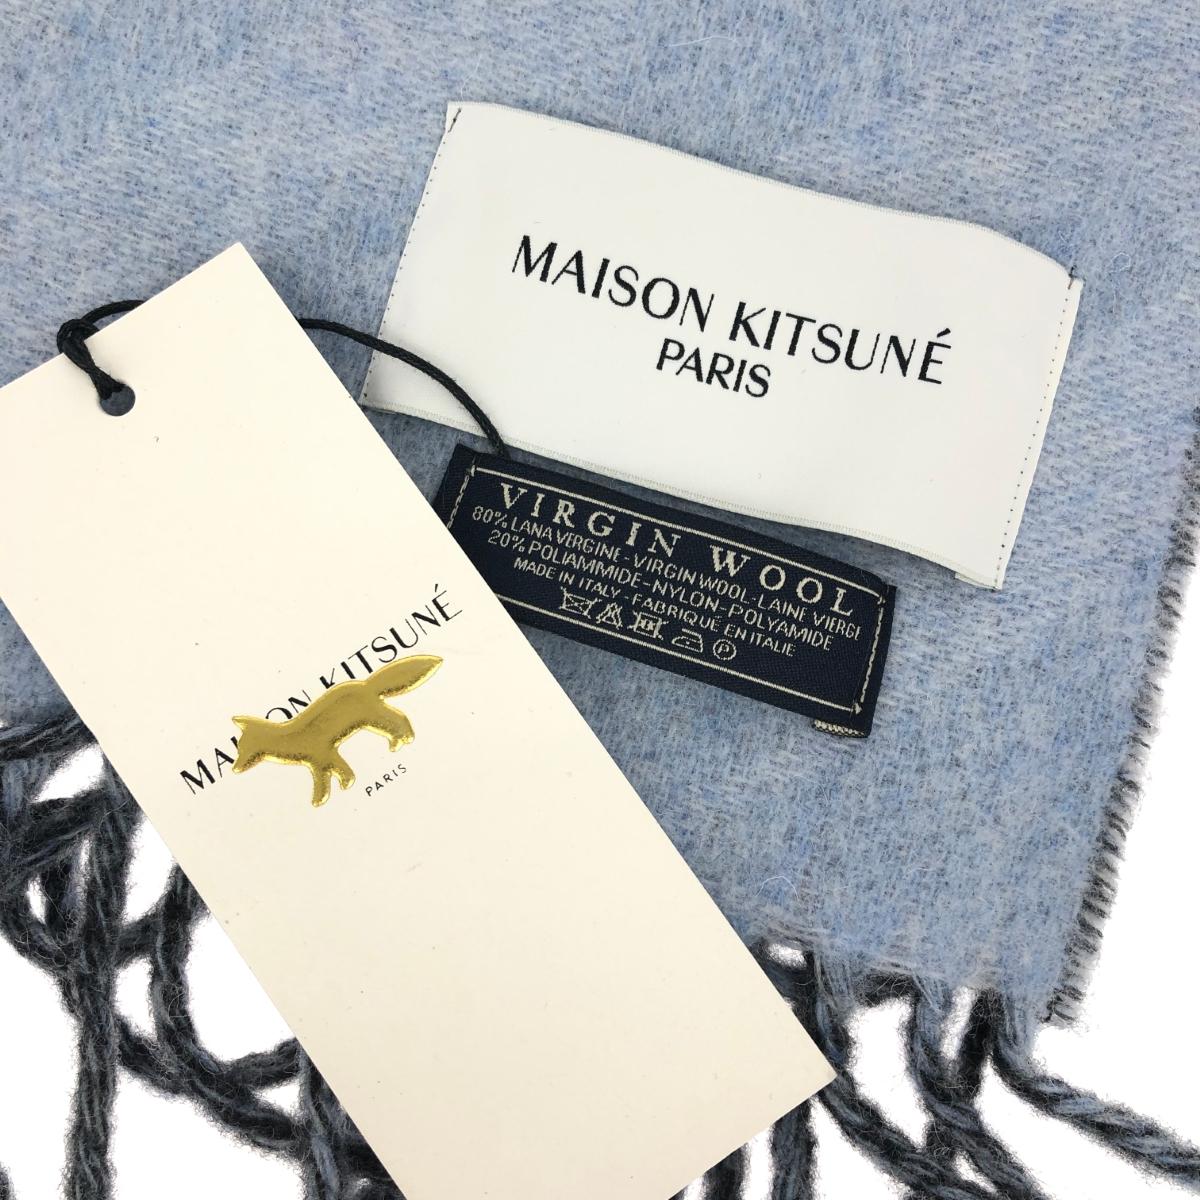 MAISON KITSUNÉ
PARIS
VIRGIN WOOL
80% LANA VERGINE - VIRGIN WOOL - LAINE VIERGE
20% POLIAMMIDE - NYLON - POLYAMIDE
MADE IN ITALY - FABRIQUE EN ITALIE
P
MAISON KITSUNÉ
PARIS